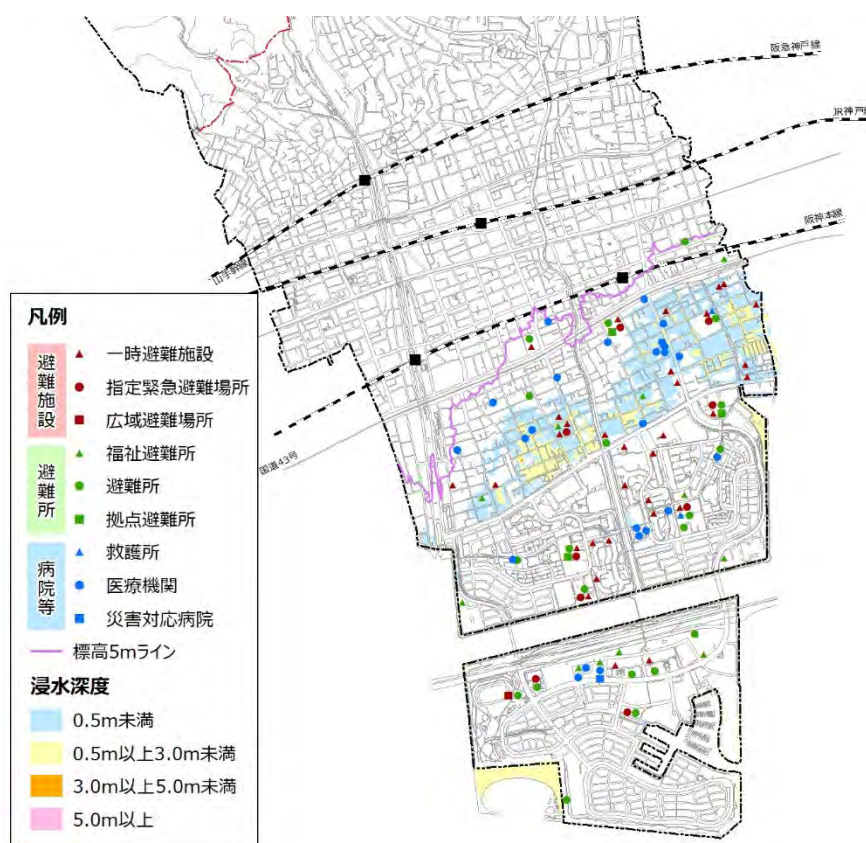 阪急神戸線
JR神戸
阪神本線
山手幹線
国道43号
凡例
避難施設
一時避難施設
指定緊急避難場所
広域避難場所
避難所
福祉避難所
避難所
拠点避難所
病院等
救護所
医療機関
災害対応病院
標高5mライン
浸水深度
0.5m未満
0.5m以上3.0m未満
3.0m以上5.0m未満
5.0m以上